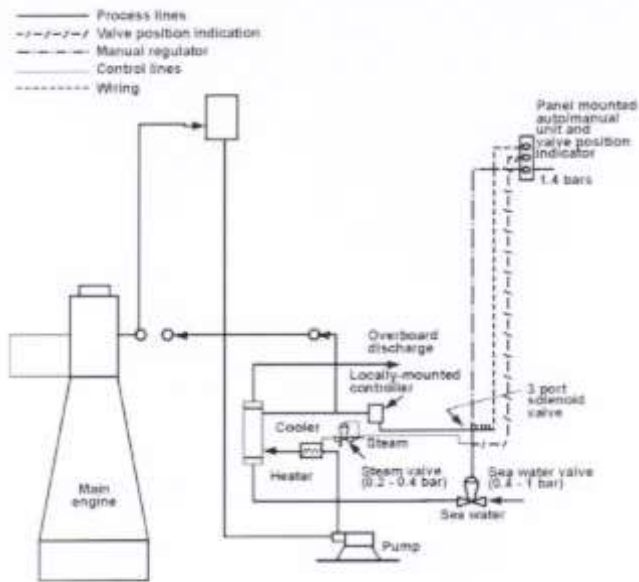 Process lines
Valve position indication
Manual regulator
Control lines
Wiring
Panel mounted
auto/manual
unit and
valve position
indicator
1.4 bars
Overboard
discharge
Locally-mounted
controller
3 port
solenoid
valve
Cooler
Steam
Heater
Steam valve
(0.2 - 0.4 bar)
Sea water valve
(0.4 - 1 bar)
Main
engine
Sea water
Pump